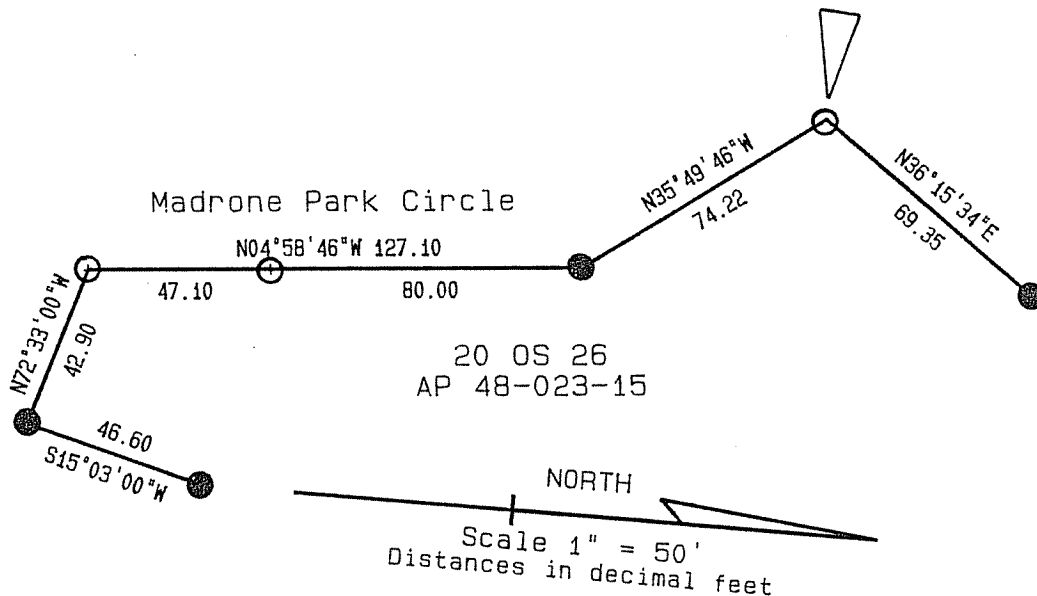 N36°15'34"E
69.35
N35°49'46"W
74.22
Madrone Park Circle
N04°58'46"W 127.10
47.10
80.00
N72°33'00"W
42.90
20 OS 26
AP 48-023-15
46.60
S15°03'00"W
NORTH
Scale 1" = 50'
Distances in decimal feet